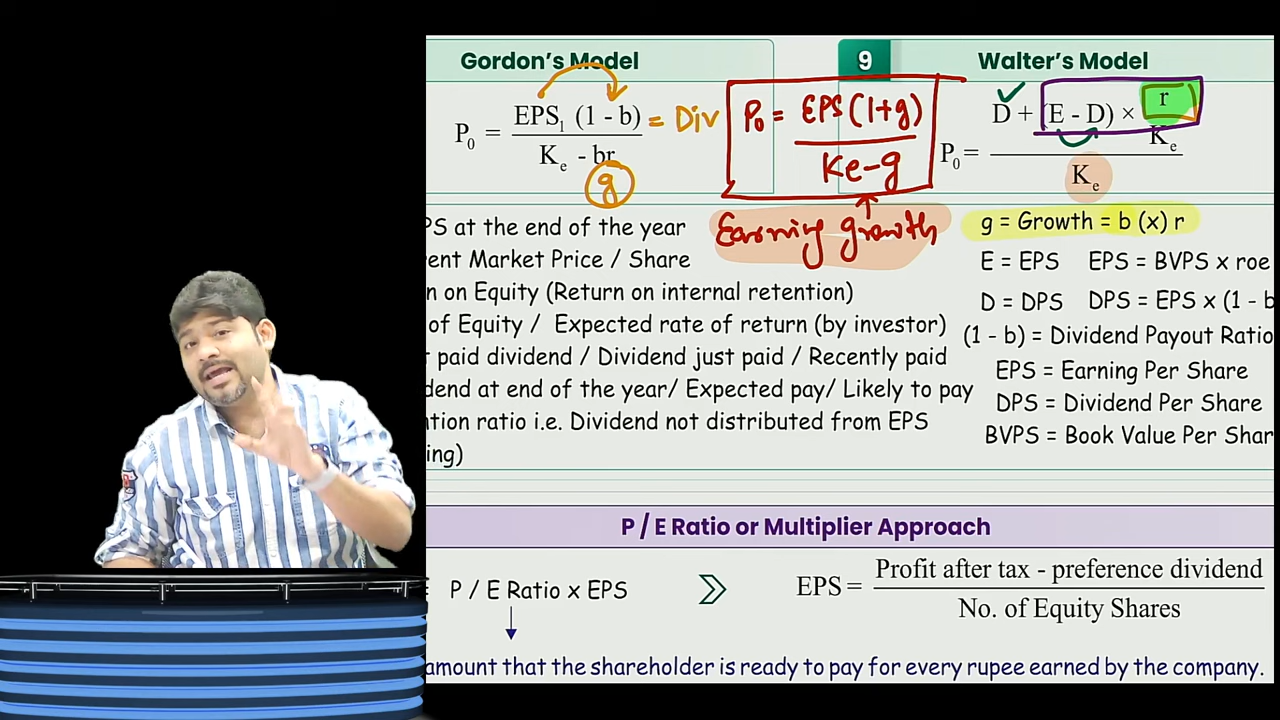 Gordon's Model
P₀ = EPS₁ (1 - b) / Kₑ - br = Div
g
P₀ = EPS (1+g) / Ke - g
Earning growth
9
Walter's Model
P₀ = D + (E - D) × r / Kₑ / Kₑ
PS at the end of the year
ent Market Price / Share
n on Equity (Return on internal retention)
of Equity / Expected rate of return (by investor)
paid dividend / Dividend just paid / Recently paid
dend at end of the year/ Expected pay/ Likely to pay
tion ratio i.e. Dividend not distributed from EPS
ing)
g = Growth = b (x) r
E = EPS EPS = BVPS x roe
D = DPS DPS = EPS x (1 - b
(1 - b) = Dividend Payout Ratio
EPS = Earning Per Share
DPS = Dividend Per Share
BVPS = Book Value Per Shar
P / E Ratio or Multiplier Approach
P / E Ratio x EPS
EPS = Profit after tax - preference dividend / No. of Equity Shares
amount that the shareholder is ready to pay for every rupee earned by the company.